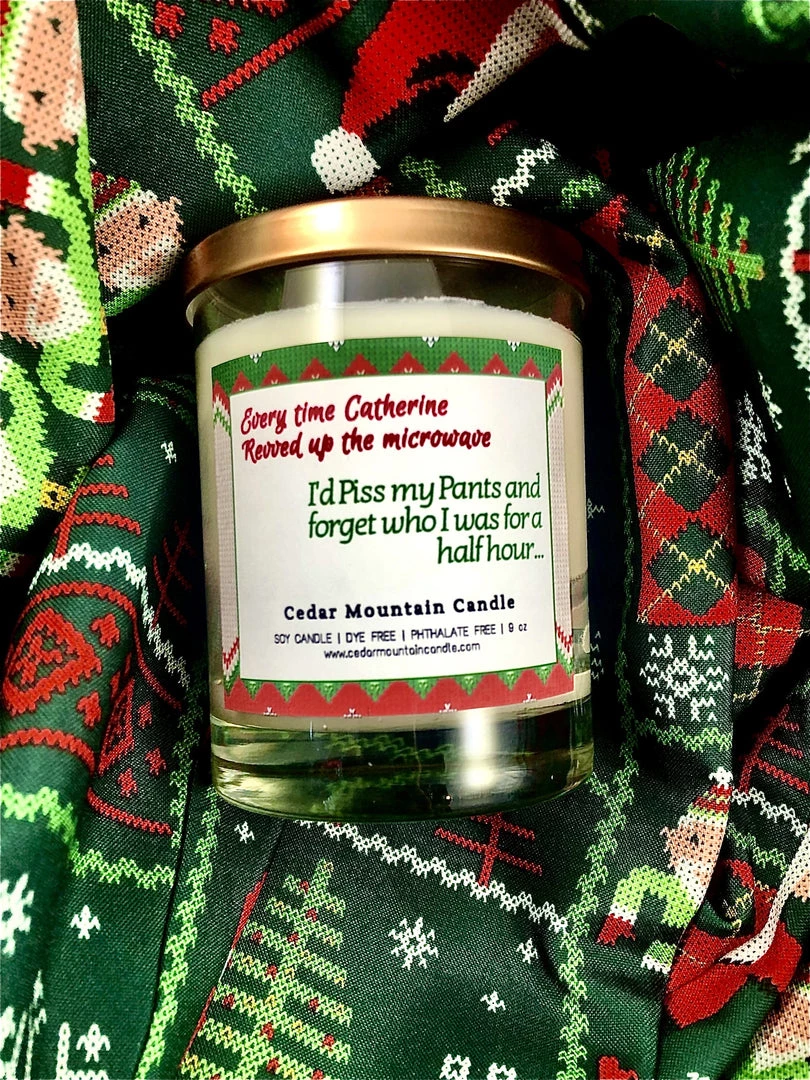 Every time Catherine
Revved up the microwave
I'd Piss my Pants and
forget who I was for a
half hour...
Cedar Mountain Candle
SOY CANDLE | DYE FREE | PHTHALATE FREE | 9 oz
www.cedarmountaincandle.com